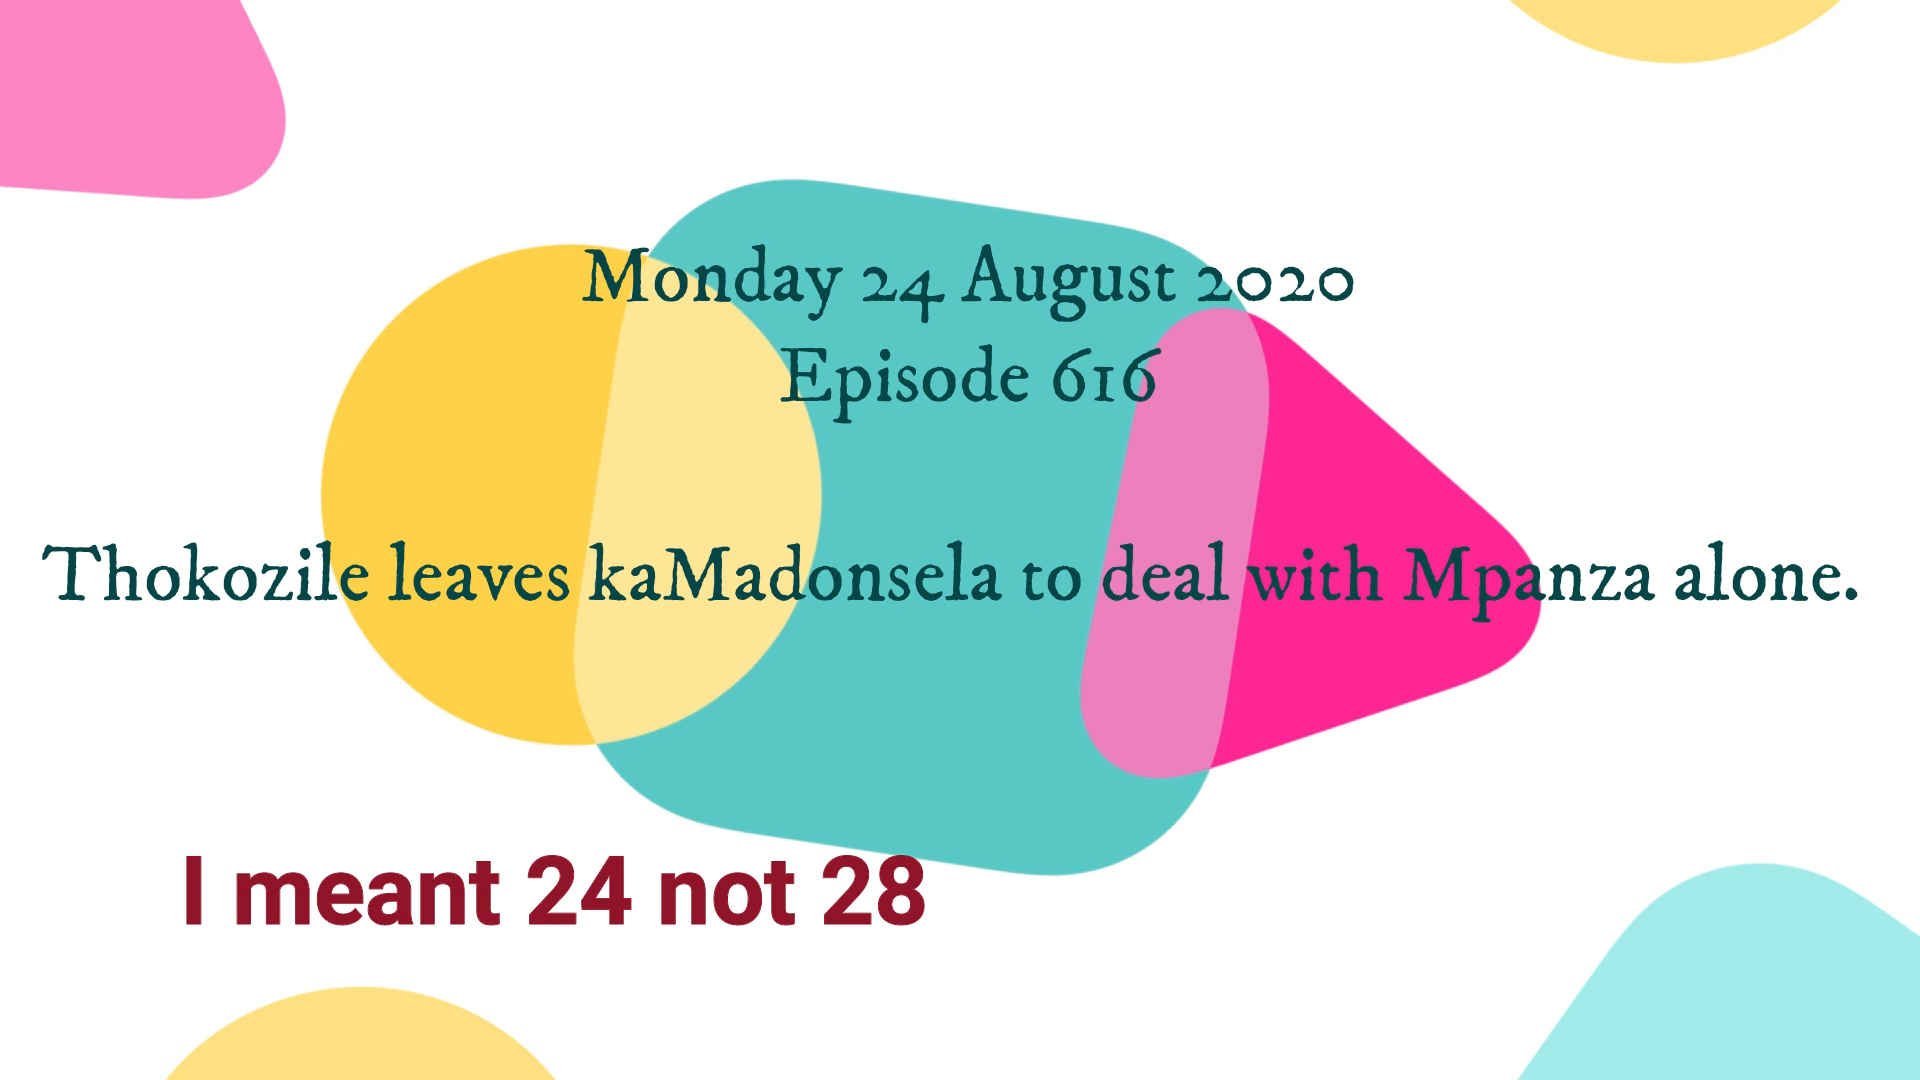 Monday 24 August 2020
Episode 616
Thokozile leaves kaMadonsela to deal with Mpanza alone.
I meant 24 not 28